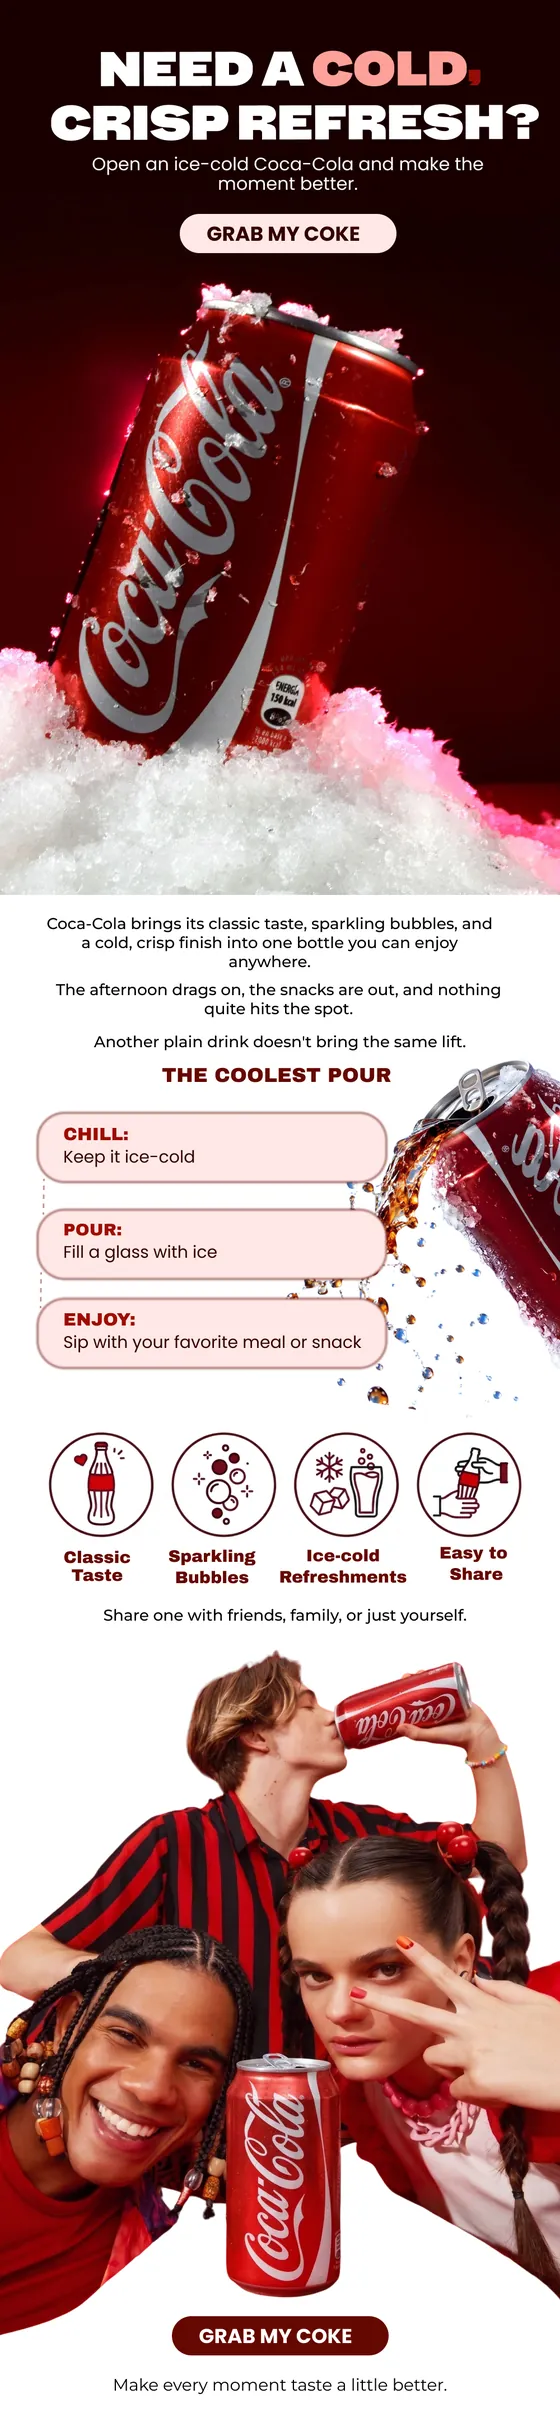 NEED A COLD,
CRISP REFRESH?
Open an ice-cold Coca-Cola and make the
moment better.
GRAB MY COKE
Coca-Cola
®
ENERGIA
150 kcal
Coca-Cola brings its classic taste, sparkling bubbles, and
a cold, crisp finish into one bottle you can enjoy
anywhere.
The afternoon drags on, the snacks are out, and nothing
quite hits the spot.
Another plain drink doesn't bring the same lift.
THE COOLEST POUR
CHILL:
Keep it ice-cold
POUR:
Fill a glass with ice
ENJOY:
Sip with your favorite meal or snack
Classic
Taste
Sparkling
Bubbles
Ice-cold
Refreshments
Easy to
Share
Share one with friends, family, or just yourself.
Coca-Cola
Coca-Cola
GRAB MY COKE
Make every moment taste a little better.